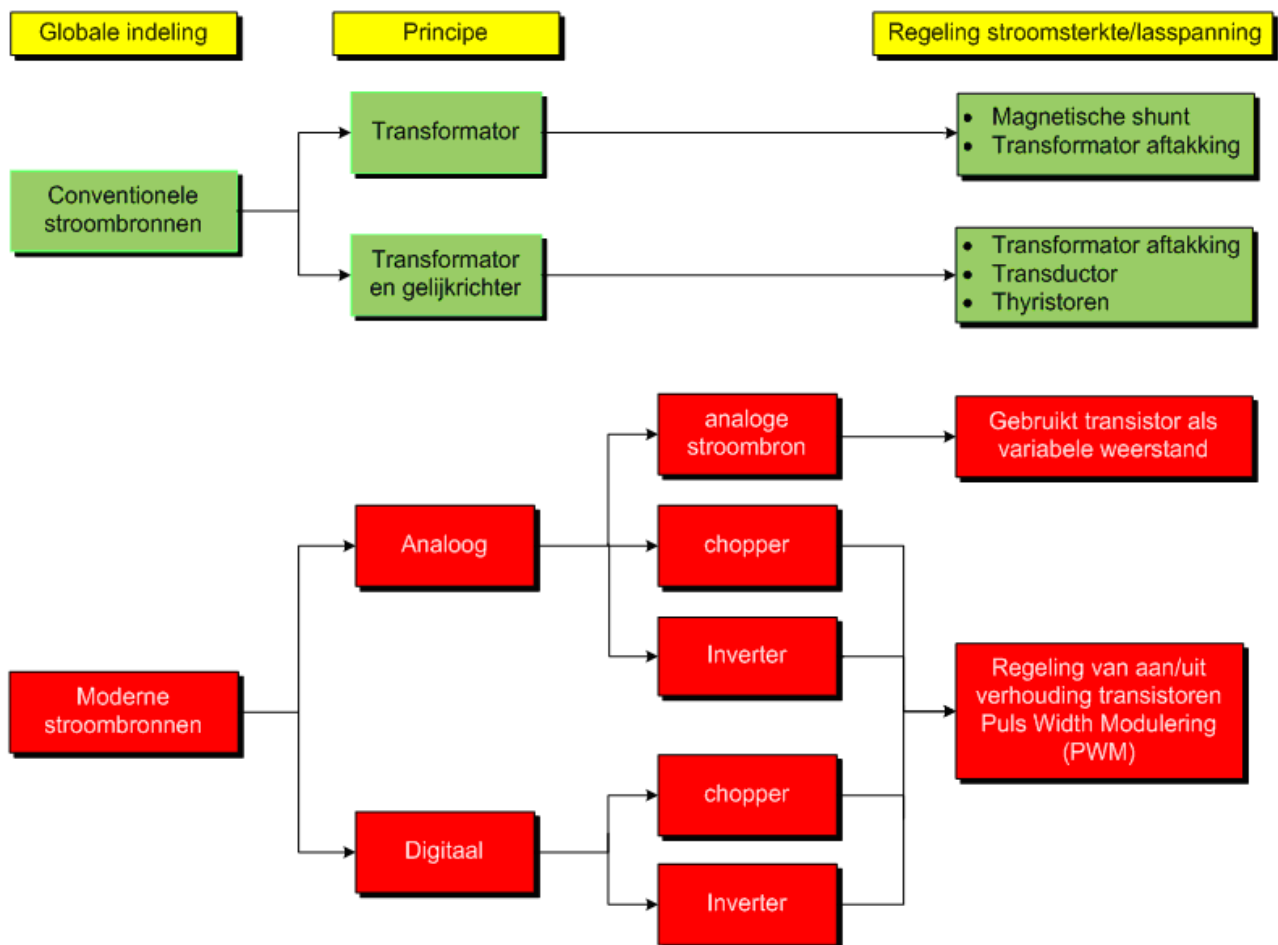 Globale indeling
Principe
Regeling stroomsterkte/lasspanning
Transformator
• Magnetische shunt
• Transformator aftakking
Conventionele
stroombronnen
Transformator
en gelijkrichter
• Transformator aftakking
• Transductor
• Thyristoren
analoge
stroombron
Gebruikt transistor als
variabele weerstand
Analoog
chopper
Inverter
Moderne
stroombronnen
Regeling van aan/uit
verhouding transistoren
Puls Width Modulering
(PWM)
chopper
Digitaal
Inverter